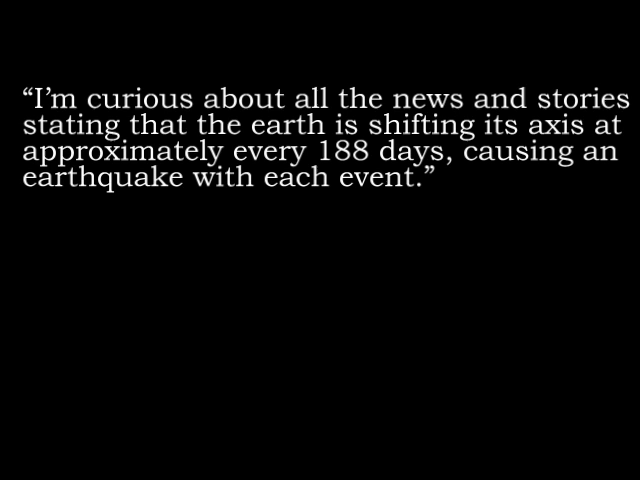 “I’m curious about all the news and stories
stating that the earth is shifting its axis at
approximately every 188 days, causing an
earthquake with each event.”